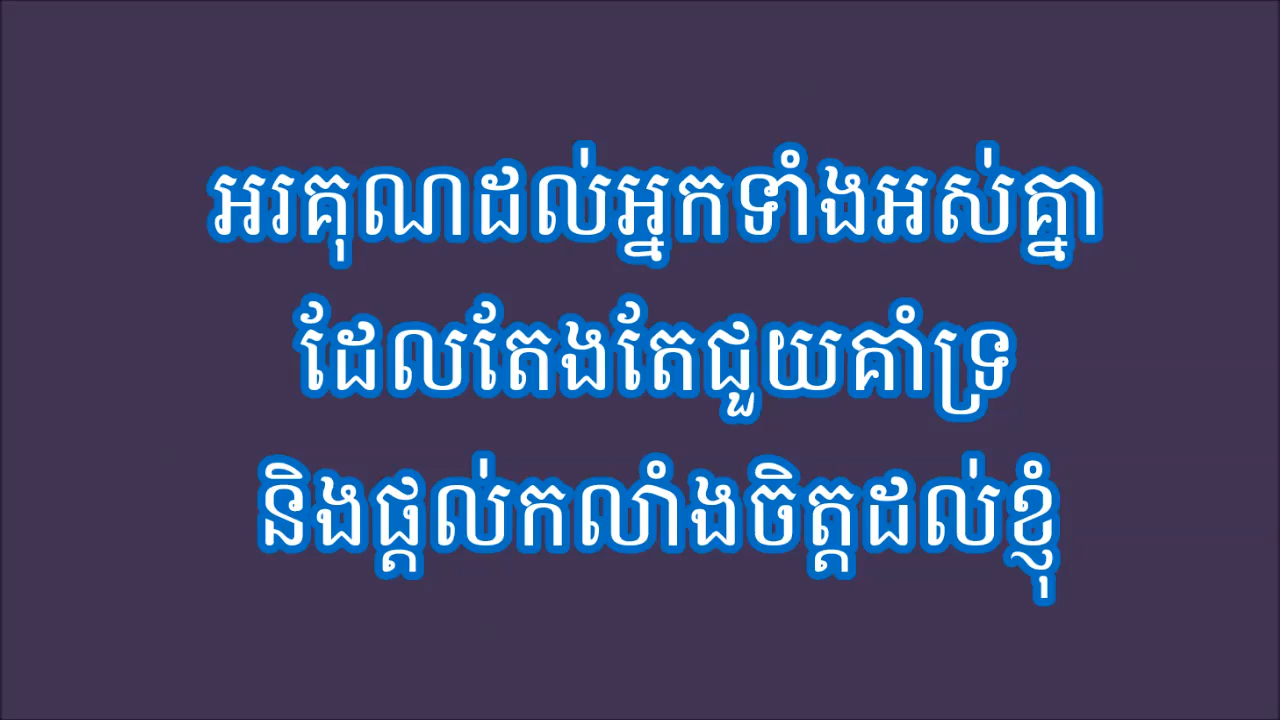 អរគុណដល់អ្នកទាំងអស់គ្នា
ដែលតែងតែជួយគាំទ្រ
និងផ្តល់កលាំងចិត្តដល់ខ្ញុំ